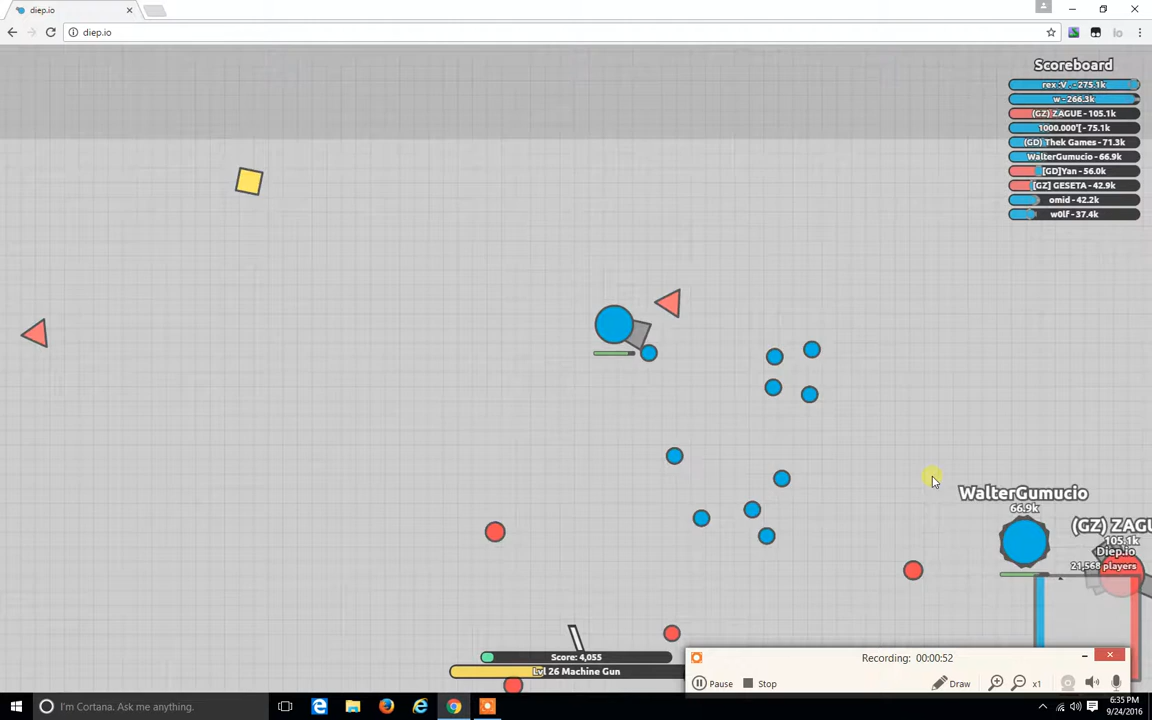 diep.io
diep.io
Scoreboard
rex :V . - 275.1k
w - 266.3k
(GZ) ZAGUE - 105.1k
1000.000'[ - 75.1k
(GD) Thek Games - 71.3k
WalterGumucio - 66.9k
[GD]Yan - 56.0k
[GZ] GESETA - 42.9k
omid - 42.2k
w0lf - 37.4k
WalterGumucio
66.9k
(GZ) ZAGU
105.1k
Diep.io
21,568 players
Score: 4,055
Lvl 26 Machine Gun
Recording: 00:00:52
Pause
Stop
Draw
x1
I'm Cortana. Ask me anything.
6:35 PM
9/24/2016